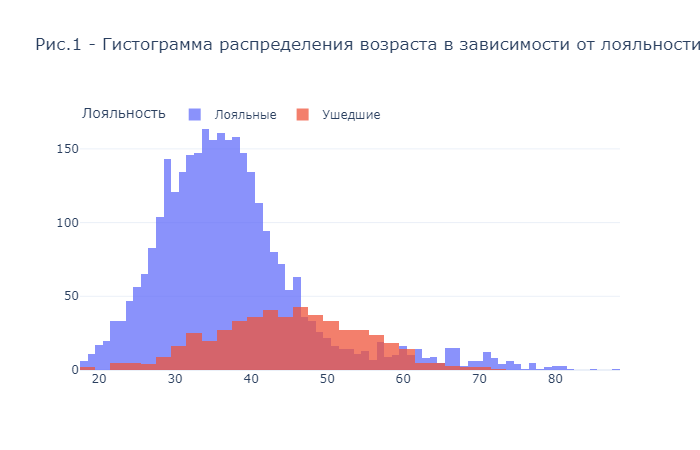 Рис.1 - Гистограмма распределения возраста в зависимости от лояльности
Лояльность Лояльные Ушедшие
150
100
50
0
20 30 40 50 60 70 80